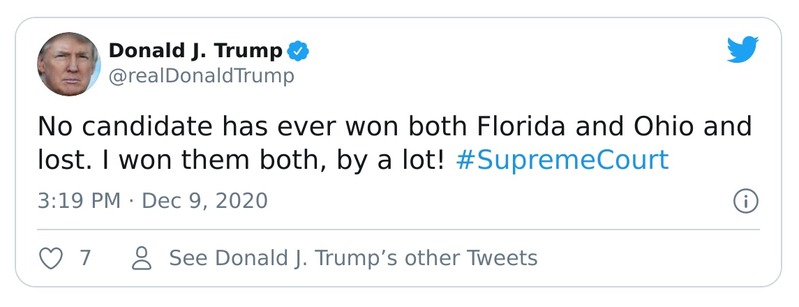 Donald J. Trump
@realDonaldTrump
No candidate has ever won both Florida and Ohio and
lost. I won them both, by a lot! #SupremeCourt
3:19 PM · Dec 9, 2020
7
See Donald J. Trump’s other Tweets